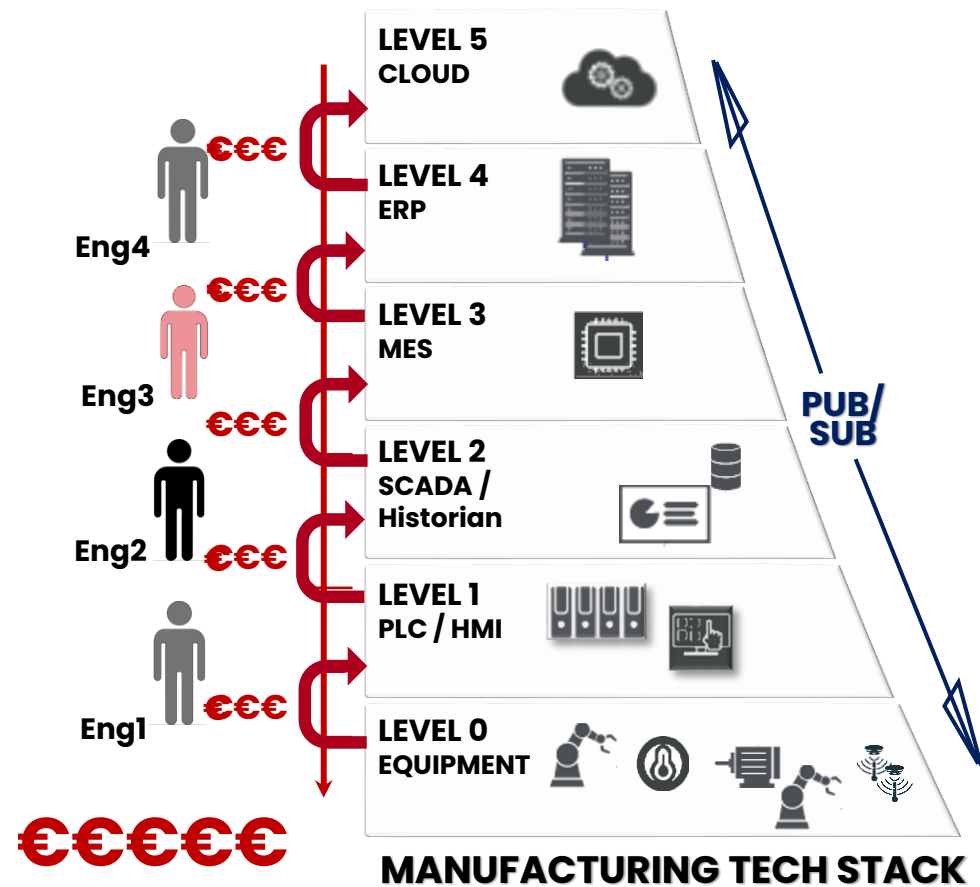 LEVEL 5
CLOUD
€€€
LEVEL 4
ERP
Eng4
€€€
LEVEL 3
MES
Eng3
PUB/
SUB
€€€
LEVEL 2
SCADA /
Historian
Eng2
€€€
LEVEL 1
PLC / HMI
€€€
Eng1
LEVEL 0
EQUIPMENT
€€€€€
MANUFACTURING TECH STACK